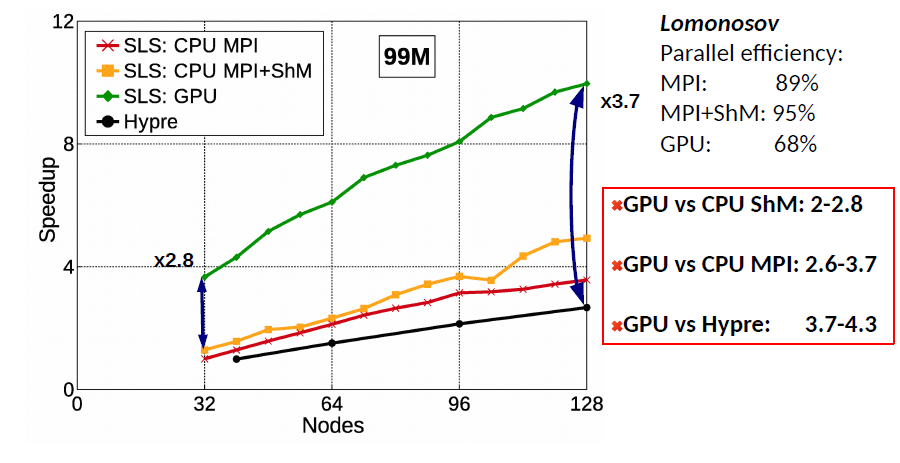 12
8
4
0
Speedup
SLS: CPU MPI
SLS: CPU MPI+ShM
SLS: GPU
Hypre
99M
x2.8
x3.7
0 32 64 96 128
Nodes
Lomonosov
Parallel efficiency:
MPI: 89%
MPI+ShM: 95%
GPU: 68%
GPU vs CPU ShM: 2-2.8
GPU vs CPU MPI: 2.6-3.7
GPU vs Hypre: 3.7-4.3